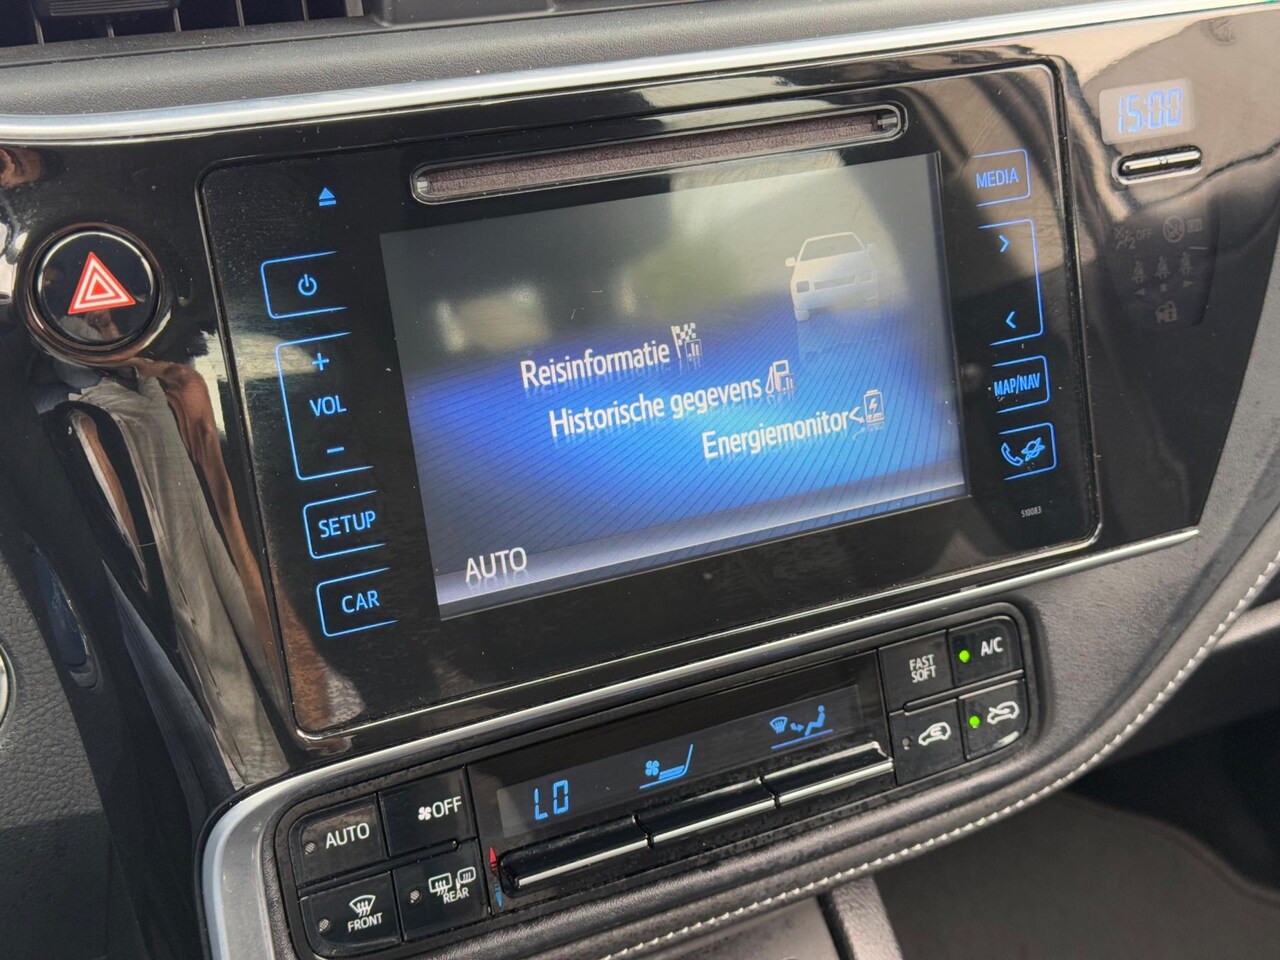 15:00
MEDIA
VOL
SETUP
CAR
MAP/NAV
510083
Reisinformatie
Historische gegevens
Energiemonitor
AUTO
FAST
SOFT
A/C
LO
AUTO
OFF
FRONT
REAR